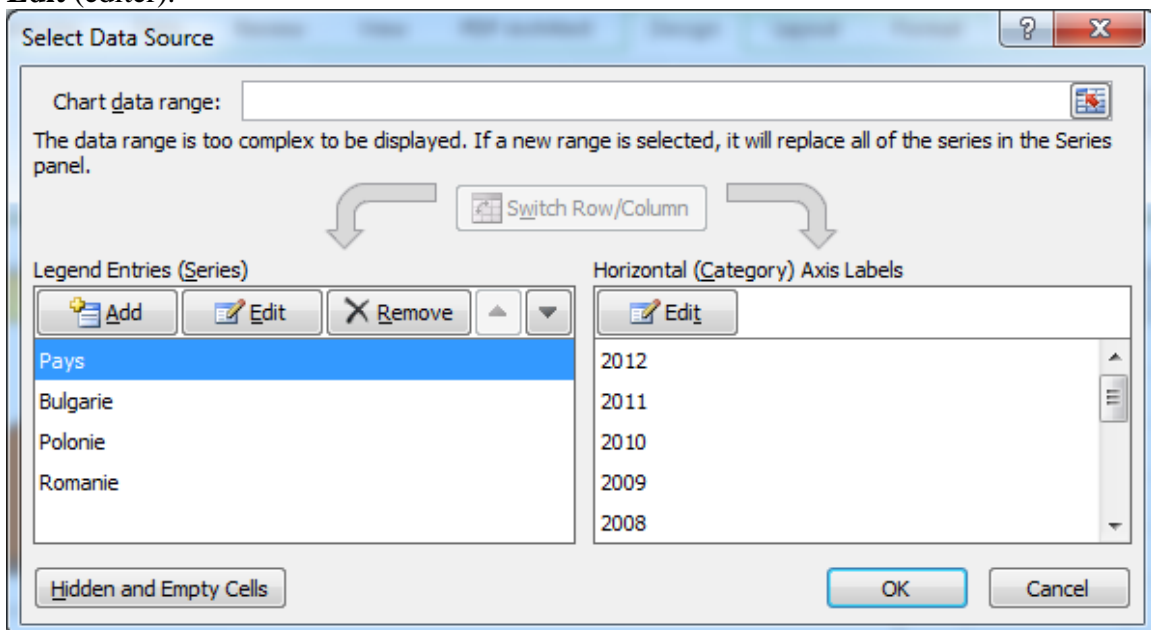 Edit (éditer).
Select Data Source
Chart data range:
The data range is too complex to be displayed. If a new range is selected, it will replace all of the series in the Series
panel.
Switch Row/Column
Legend Entries (Series)
Horizontal (Category) Axis Labels
Add Edit Remove
Edit
Pays
Bulgarie
Polonie
Romanie
2012
2011
2010
2009
2008
Hidden and Empty Cells
OK
Cancel